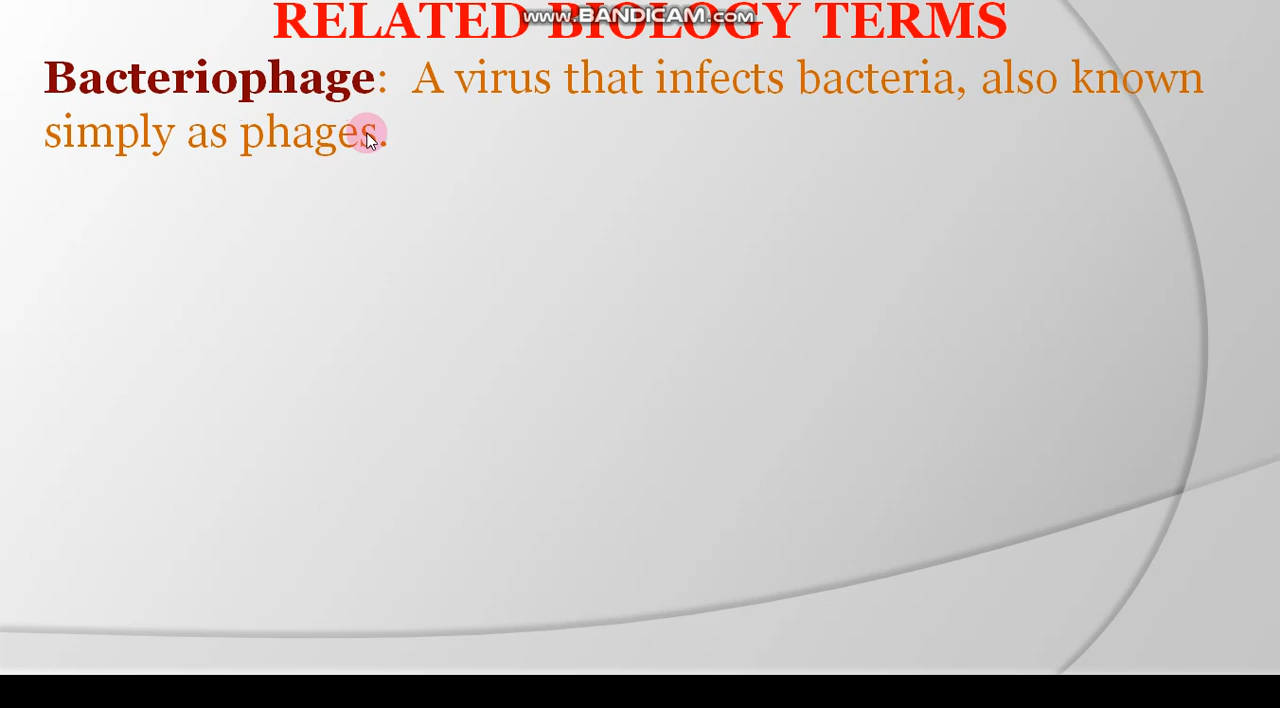 RELATED BIOLOGY TERMS
www.BANDICAM.com
Bacteriophage: A virus that infects bacteria, also known
simply as phages.